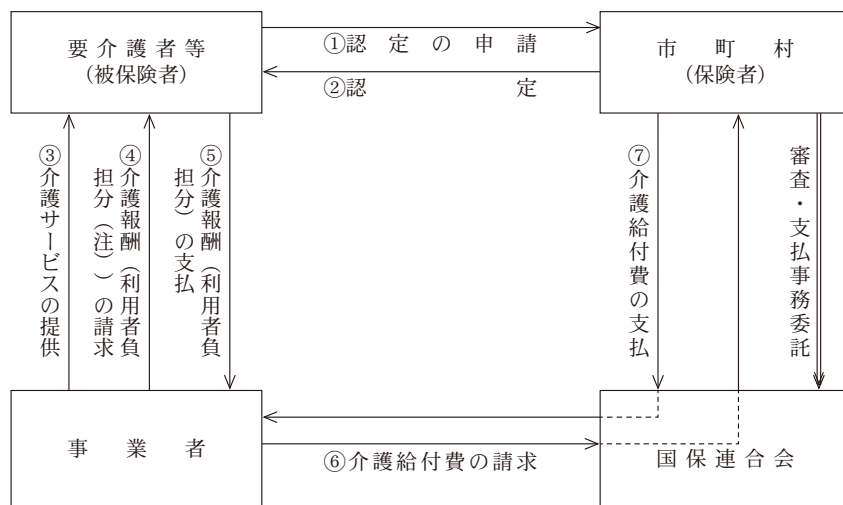 要介護者等
(被保険者)
①認定の申請
②認定
市町村
(保険者)
③介護サービスの提供
④介護報酬(利用者負
担分(注))の請求
⑤介護報酬(利用者負
担分)の支払
⑦介護給付費の支払
審査・支払事務委託
事業者
⑥介護給付費の請求
国保連合会